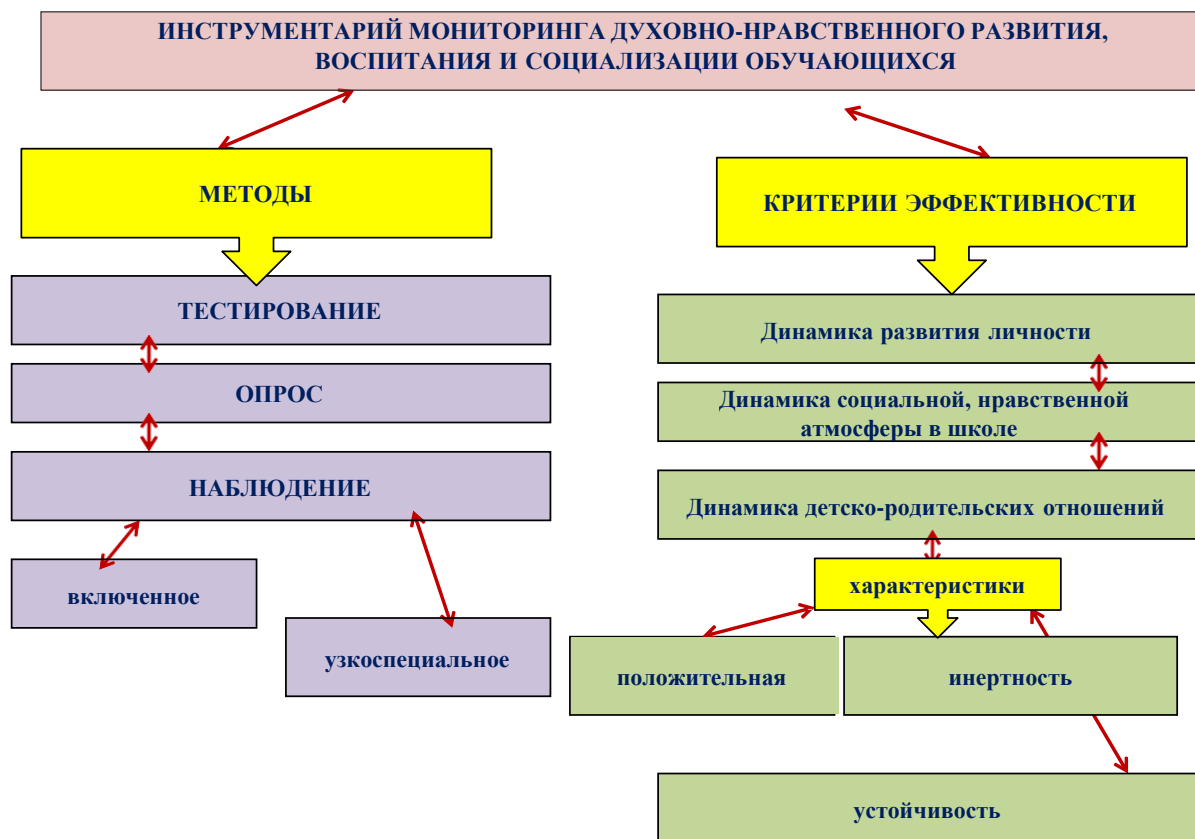 ИНСТРУМЕНТАРИЙ МОНИТОРИНГА ДУХОВНО-НРАВСТВЕННОГО РАЗВИТИЯ,
ВОСПИТАНИЯ И СОЦИАЛИЗАЦИИ ОБУЧАЮЩИХСЯ
МЕТОДЫ
ТЕСТИРОВАНИЕ
ОПРОС
НАБЛЮДЕНИЕ
включенное
узкоспециальное
КРИТЕРИИ ЭФФЕКТИВНОСТИ
Динамика развития личности
Динамика социальной, нравственной
атмосферы в школе
Динамика детско-родительских отношений
характеристики
положительная
инертность
устойчивость